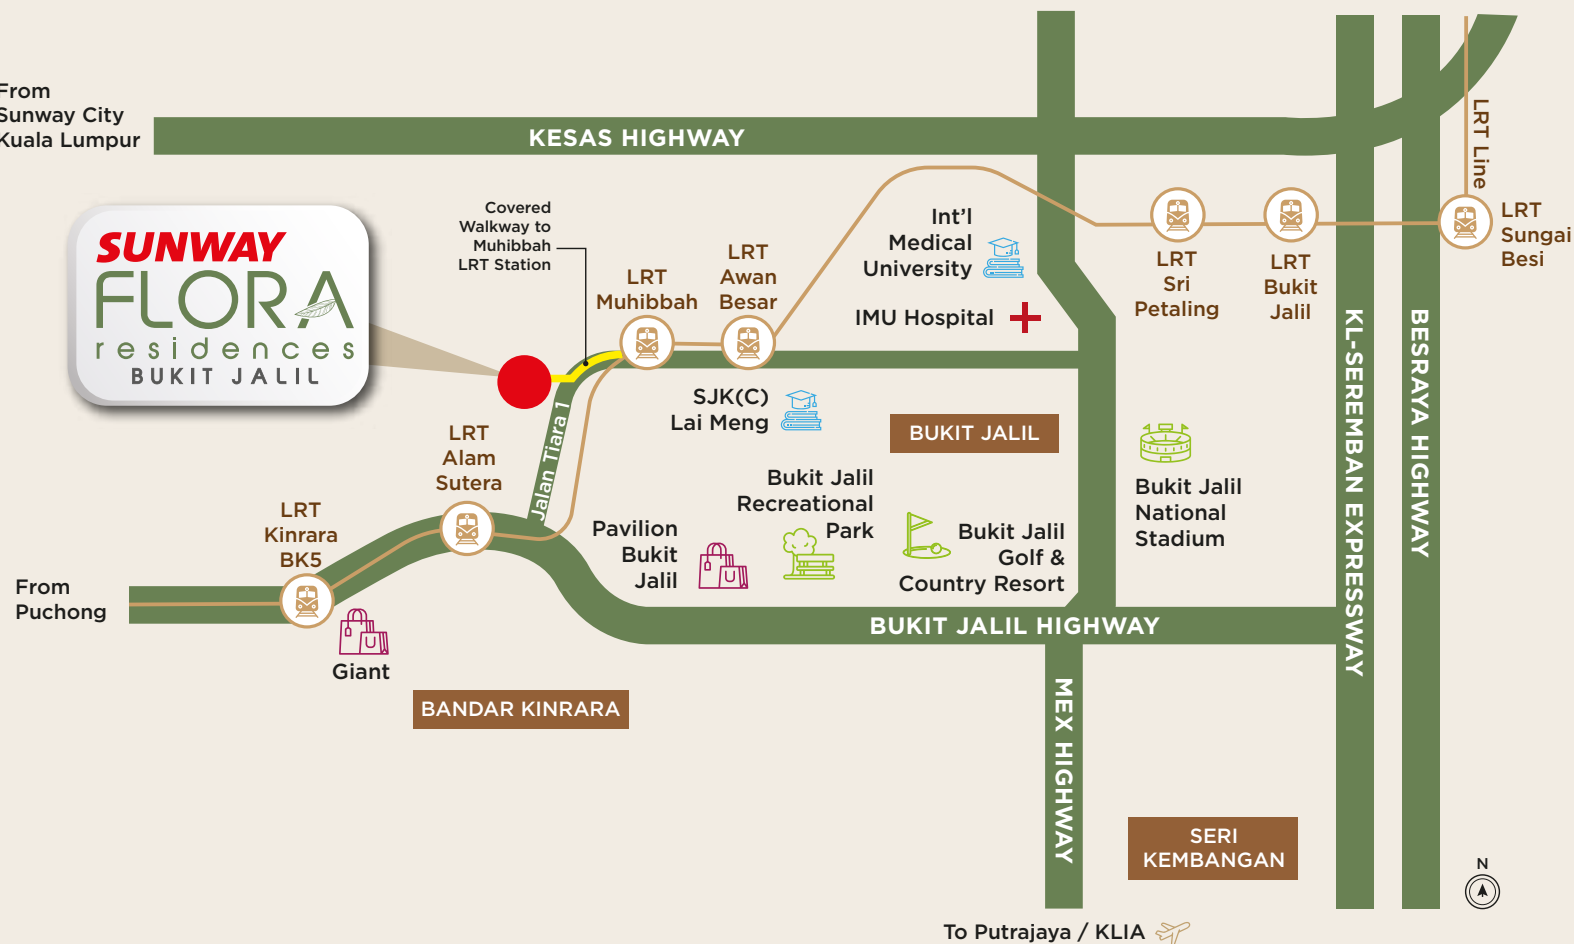 From
Sunway City
Kuala Lumpur
KESAS HIGHWAY
LRT Line
SUNWAY
FLORA
residences
BUKIT JALIL
Covered
Walkway to
Muhibbah
LRT Station
LRT
Muhibbah
LRT
Awan
Besar
Int'l
Medical
University
IMU Hospital
LRT
Sri
Petaling
LRT
Bukit
Jalil
LRT
Sungai
Besi
KL-SEREMBAN EXPRESSWAY
BESRAYA HIGHWAY
SJK(C)
Lai Meng
BUKIT JALIL
Jalan Tiara 1
LRT
Alam
Sutera
LRT
Kinrara
BK5
Pavilion
Bukit
Jalil
Bukit Jalil
Recreational
Park
Bukit Jalil
Golf &
Country Resort
Bukit Jalil
National
Stadium
From
Puchong
Giant
BUKIT JALIL HIGHWAY
BANDAR KINRARA
MEX HIGHWAY
SERI
KEMBANGAN
N
To Putrajaya / KLIA